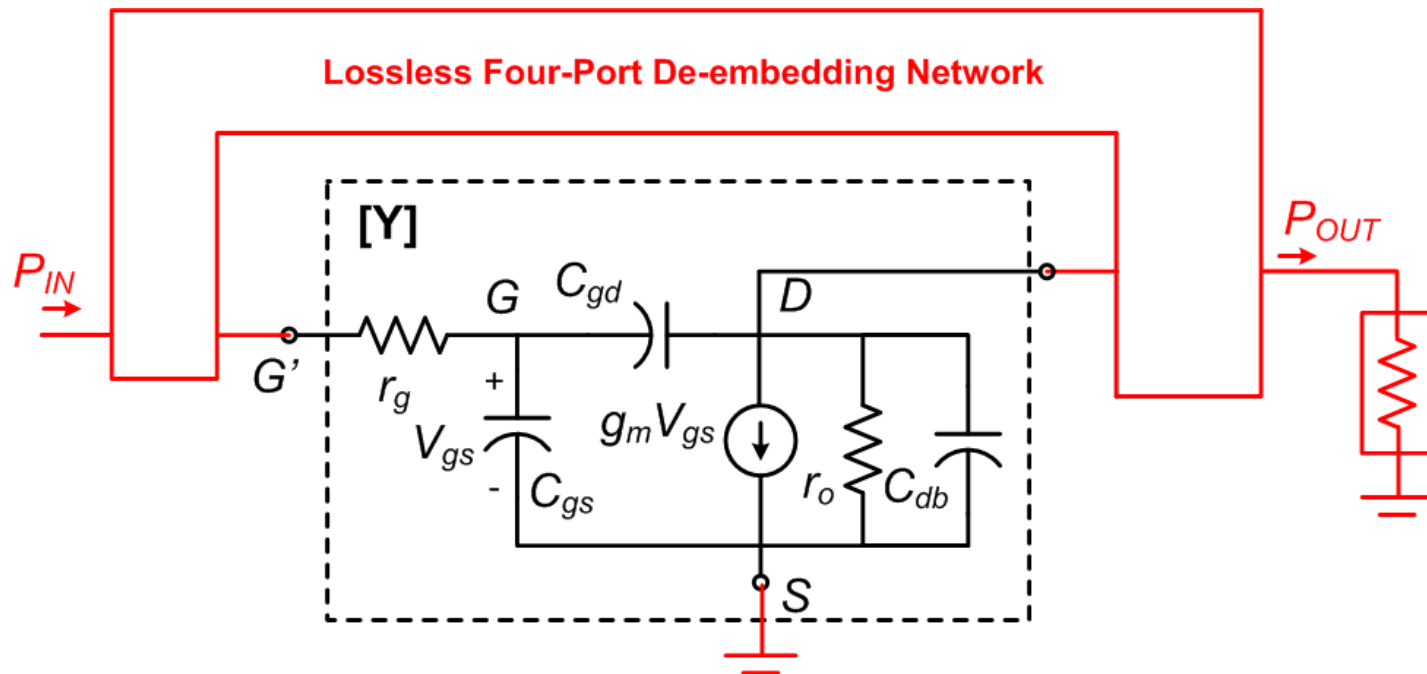 Lossless Four-Port De-embedding Network
[Y]
P_IN
P_OUT
G
C_gd
D
G'
r_g
+
V_gs
-
C_gs
g_mV_gs
r_o
C_db
S